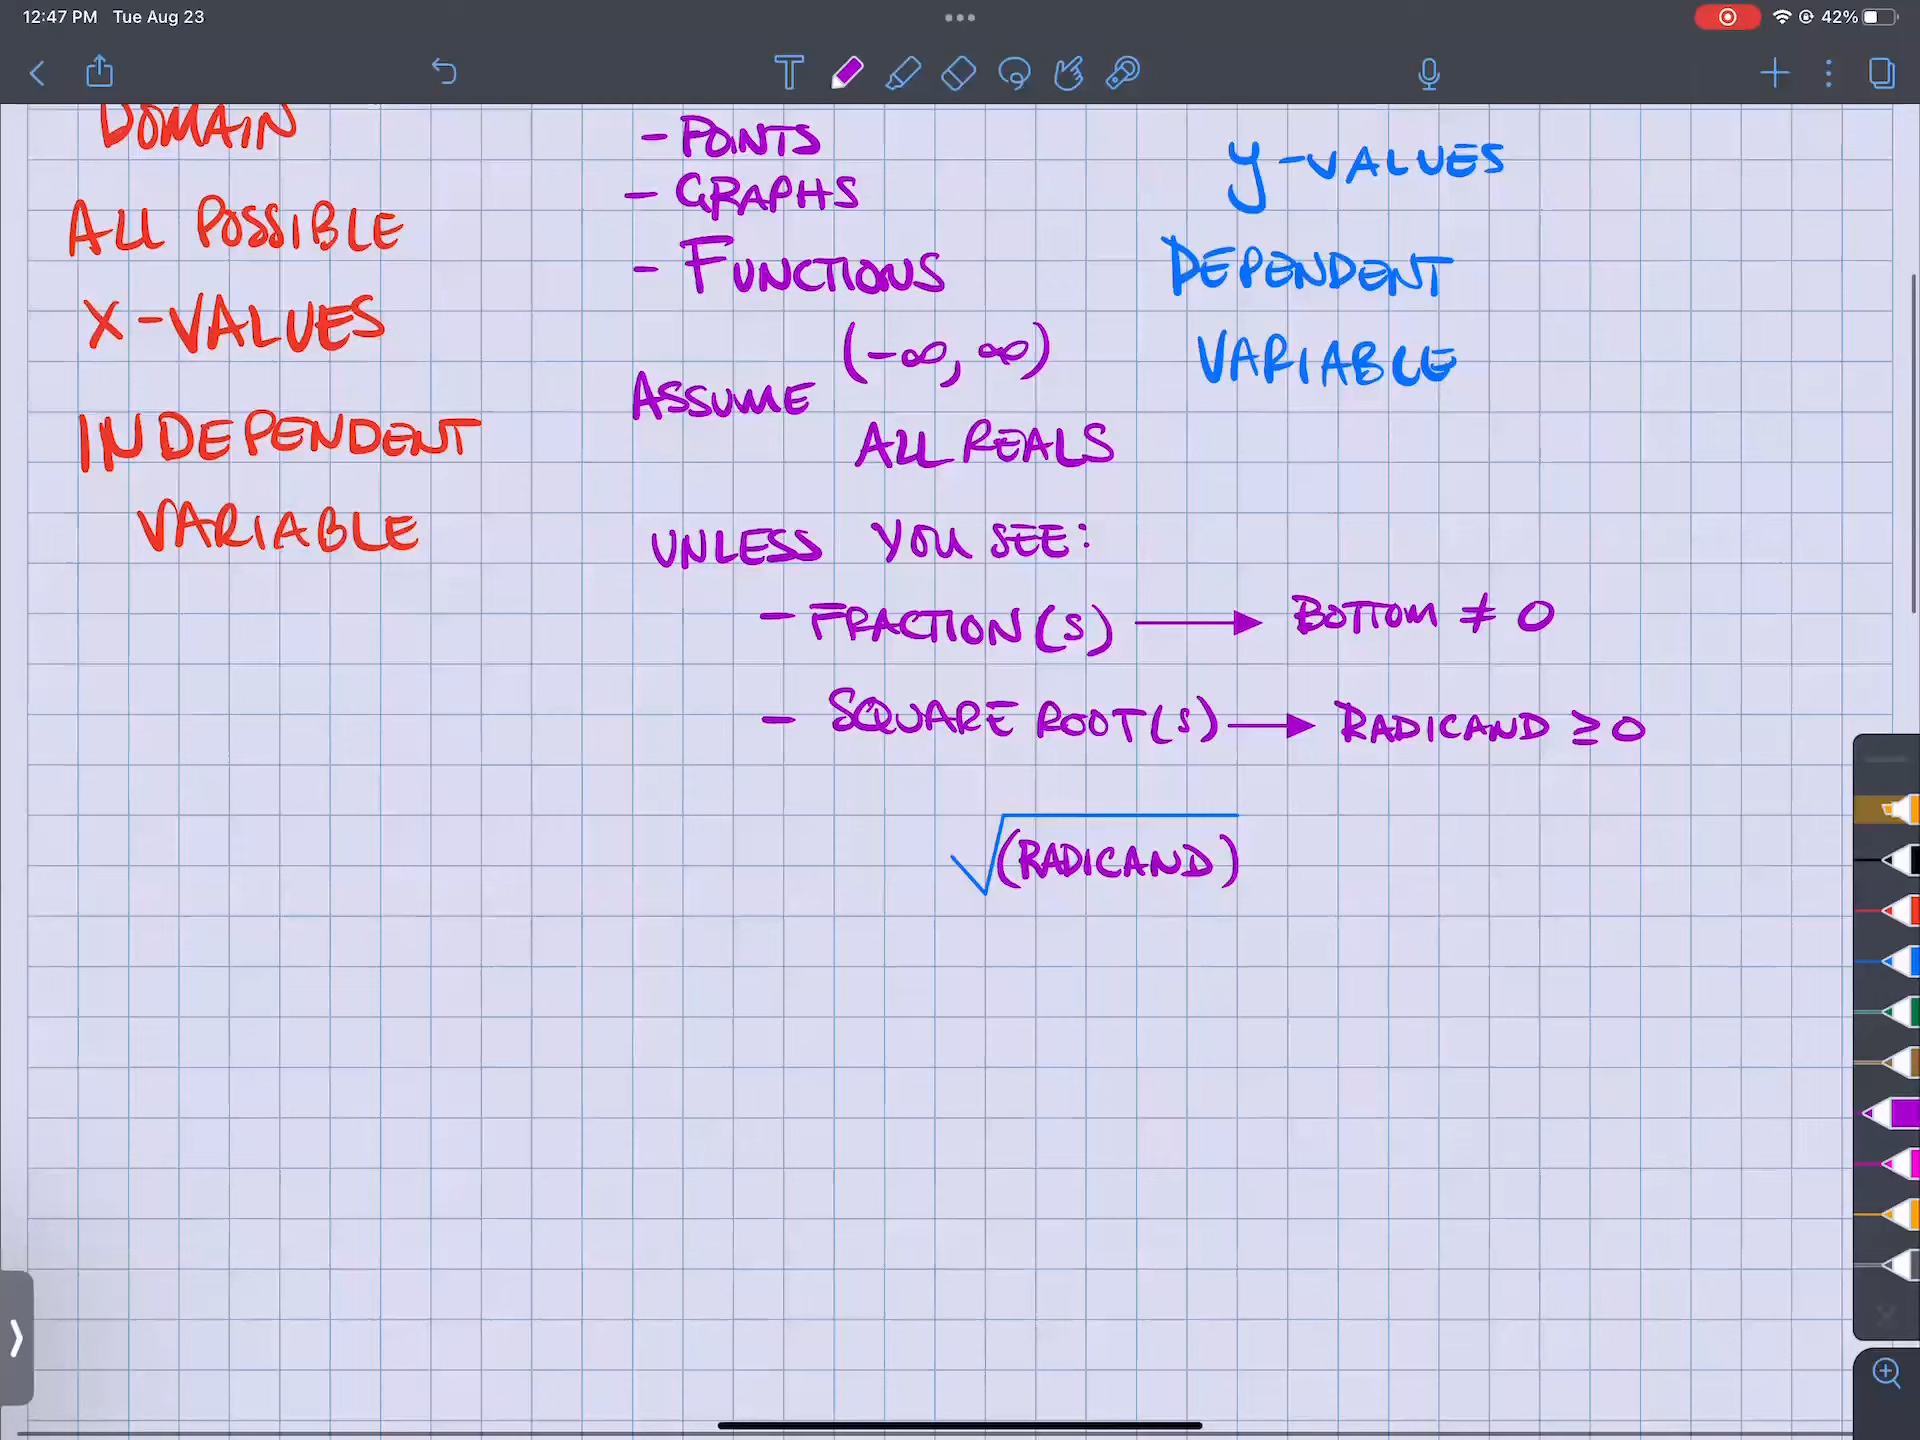 12:47 PM Tue Aug 23
42%
DOMAIN
ALL POSSIBLE
X-VALUES
INDEPENDENT
VARIABLE
- POINTS
- GRAPHS
- FUNCTIONS
(-∞, ∞)
ASSUME
ALL REALS
UNLESS YOU SEE:
- FRACTION(S) → BOTTOM ≠ 0
- SQUARE ROOT(S) → RADICAND ≥ 0
√(RADICAND)
y-VALUES
DEPENDENT
VARIABLE